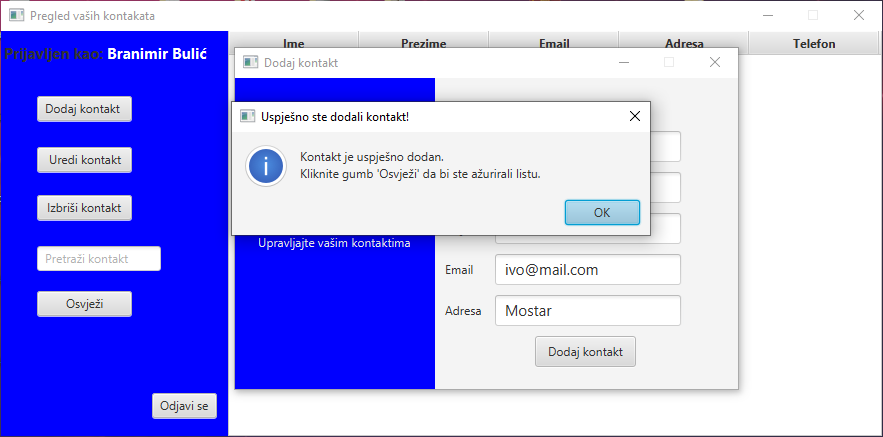 Pregled vaših kontakata
Prijavljen kao: Branimir Bulić
Dodaj kontakt
Uredi kontakt
Izbriši kontakt
Pretraži kontakt
Osvježi
Odjavi se
Ime Prezime Email Adresa Telefon
Dodaj kontakt
Upravljajte vašim kontaktima
Email ivo@mail.com
Adresa Mostar
Dodaj kontakt
Uspješno ste dodali kontakt!
Kontakt je uspješno dodan.
Kliknite gumb 'Osvježi' da bi ste ažurirali listu.
OK